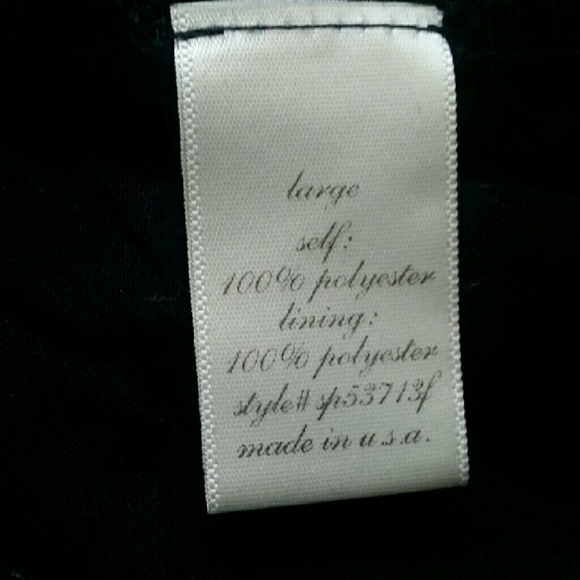 large
self:
100% polyester
lining:
100% polyester
style# sp53713f
made in u.s.a.